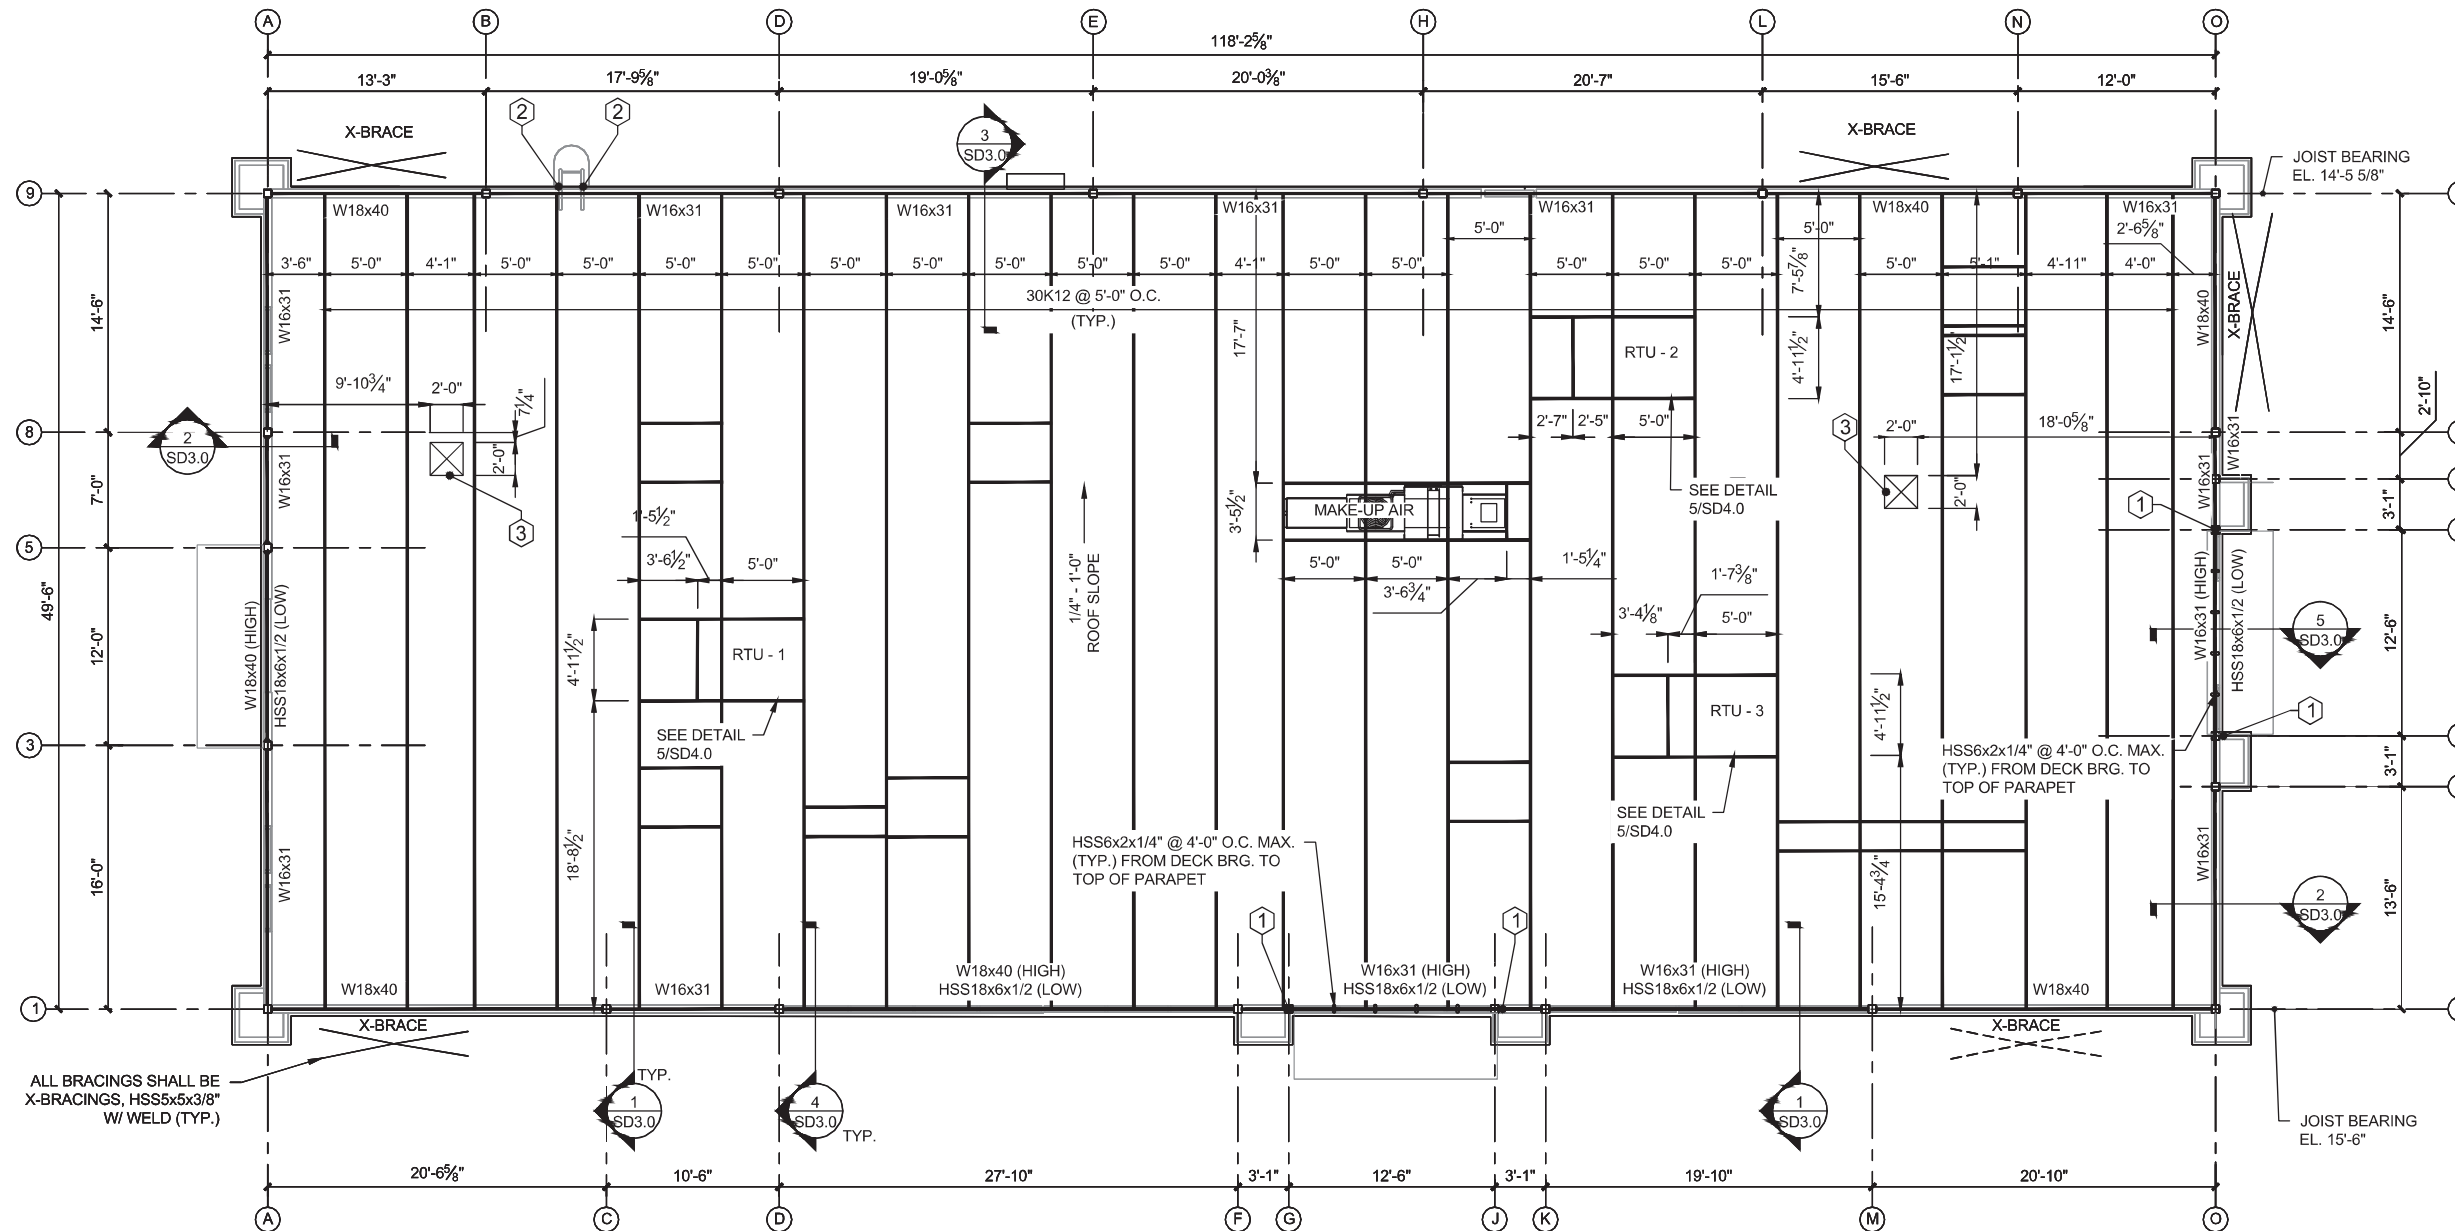 A B D E H L N O
118'-2⅝"
13'-3" 17'-9⅝" 19'-0⅝" 20'-0⅜" 20'-7" 15'-6" 12'-0"
2 2
X-BRACE
3
SD3.0
X-BRACE
JOIST BEARING
EL. 14'-5 5/8"
9
W18x40 W16x31 W16x31 W16x31 W16x31 W18x40 W16x31
5'-0" 5'-0" 2'-6⅝"
3'-6" 5'-0" 4'-1" 5'-0" 5'-0" 5'-0" 5'-0" 5'-0" 5'-0" 5'-0" 5'-0" 5'-0" 4'-1" 5'-0" 5'-0" 5'-0" 5'-0" 5'-0" 5'-0" 5'-1" 4'-11" 4'-0"
30K12 @ 5'-0" O.C.
(TYP.)
14'-6"
W16x31
17'-7"
7'-5⅞"
4'-11½"
17'-1½"
W18x40
X-BRACE
14'-6"
RTU - 2
9'-10¾" 2'-0" 7¼"
2'-10"
2'-7" 2'-5" 5'-0"
3
2'-0" 18'-0⅝"
8
2
SD3.0
W16x31
2'-0"
3
7'-0"
49'-6"
1'-5½"
3'-6½" 5'-0"
SEE DETAIL
5/SD4.0
MAKE-UP AIR
3'-5½"
2'-0"
W16x31
W16x31
1
3'-1"
5
1/4" - 1'-0"
ROOF SLOPE
5'-0" 5'-0" 1'-5¼"
3'-6¾"
1'-7⅜"
3'-4⅛" 5'-0"
12'-0"
W18x40 (HIGH)
HSS18x6x1/2 (LOW)
4'-11½"
RTU - 1
W16x31 (HIGH)
HSS18x6x1/2 (LOW)
5
SD3.0
12'-6"
RTU - 3
4'-11½"
1
SEE DETAIL
5/SD4.0
3
HSS6x2x1/4" @ 4'-0" O.C. MAX.
(TYP.) FROM DECK BRG. TO
TOP OF PARAPET
3'-1"
SEE DETAIL
5/SD4.0
HSS6x2x1/4" @ 4'-0" O.C. MAX.
(TYP.) FROM DECK BRG. TO
TOP OF PARAPET
16'-0"
W16x31
18'-8½"
15'-4¾"
W16x31
2
SD3.0
13'-6"
1 1
W18x40 W16x31
W18x40 (HIGH)
HSS18x6x1/2 (LOW)
W16x31 (HIGH)
HSS18x6x1/2 (LOW)
W16x31 (HIGH)
HSS18x6x1/2 (LOW)
W18x40
1
X-BRACE
X-BRACE
ALL BRACINGS SHALL BE
X-BRACINGS, HSS5x5x3/8"
W/ WELD (TYP.)
TYP.
1
SD3.0
4
SD3.0
TYP.
1
SD3.0
JOIST BEARING
EL. 15'-6"
20'-6⅝" 10'-6" 27'-10" 3'-1" 12'-6" 3'-1" 19'-10" 20'-10"
A C D F G J K M O